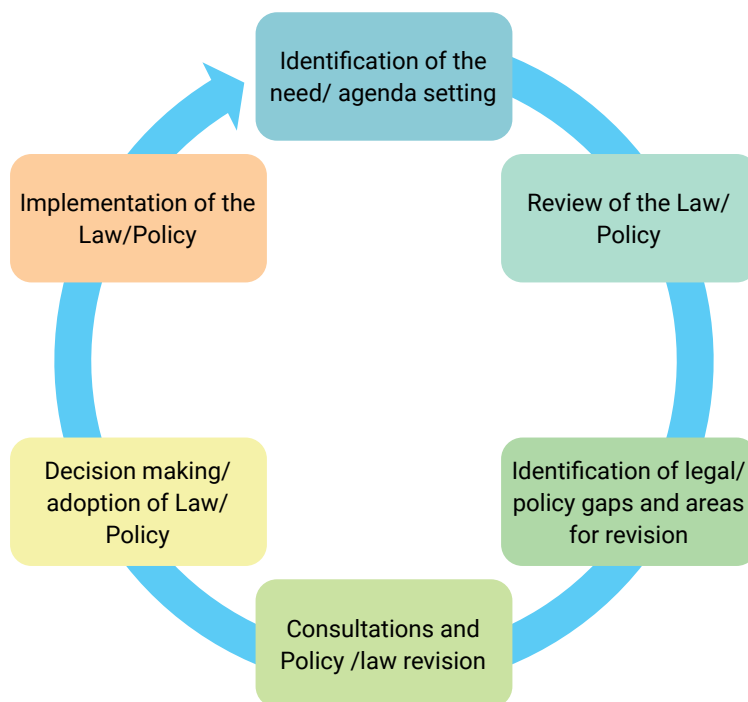 Identification of the
need/ agenda setting
Review of the Law/
Policy
Identification of legal/
policy gaps and areas
for revision
Consultations and
Policy /law revision
Decision making/
adoption of Law/
Policy
Implementation of the
Law/Policy